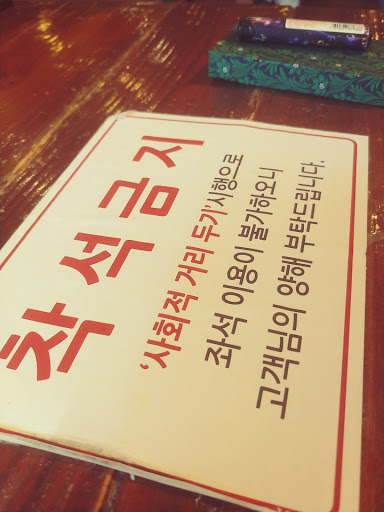 착석금지
'사회적 거리 두기'시행으로
좌석 이용이 불가하오니
고객님의 양해 부탁드립니다.